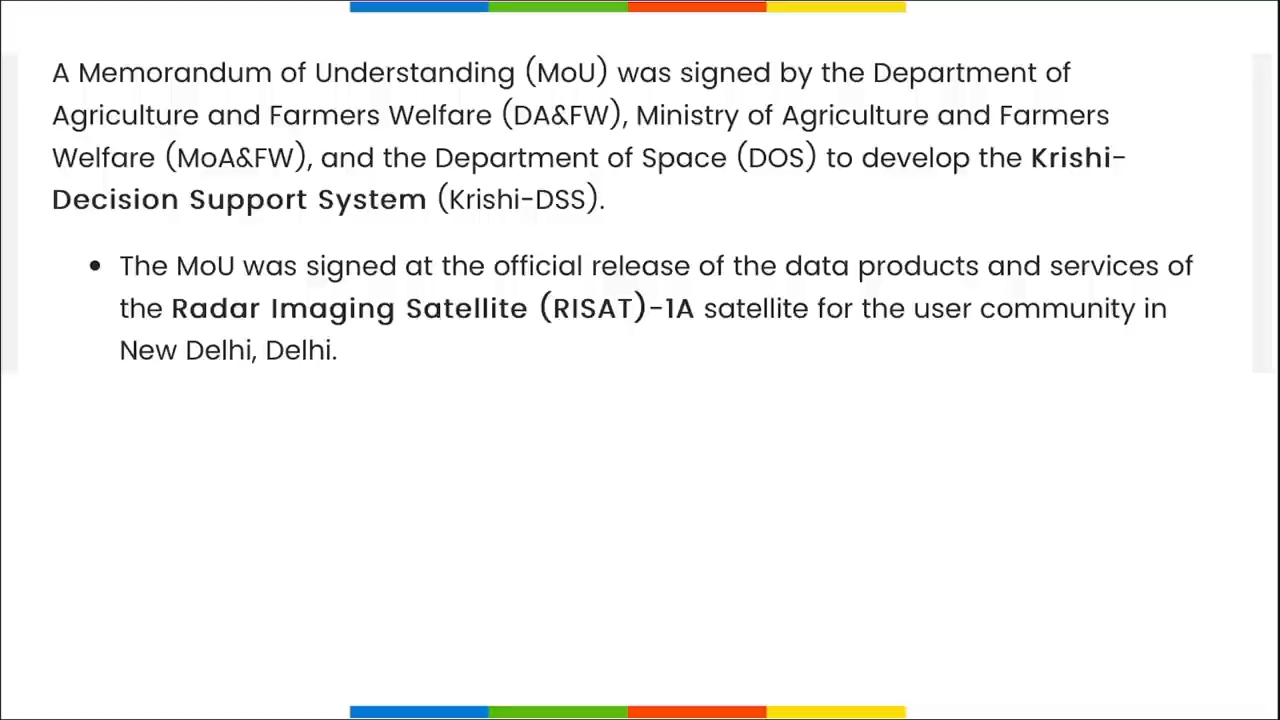 A Memorandum of Understanding (MoU) was signed by the Department of
Agriculture and Farmers Welfare (DA&FW), Ministry of Agriculture and Farmers
Welfare (MoA&FW), and the Department of Space (DOS) to develop the Krishi-
Decision Support System (Krishi-DSS).
• The MoU was signed at the official release of the data products and services of
the Radar Imaging Satellite (RISAT)-1A satellite for the user community in
New Delhi, Delhi.